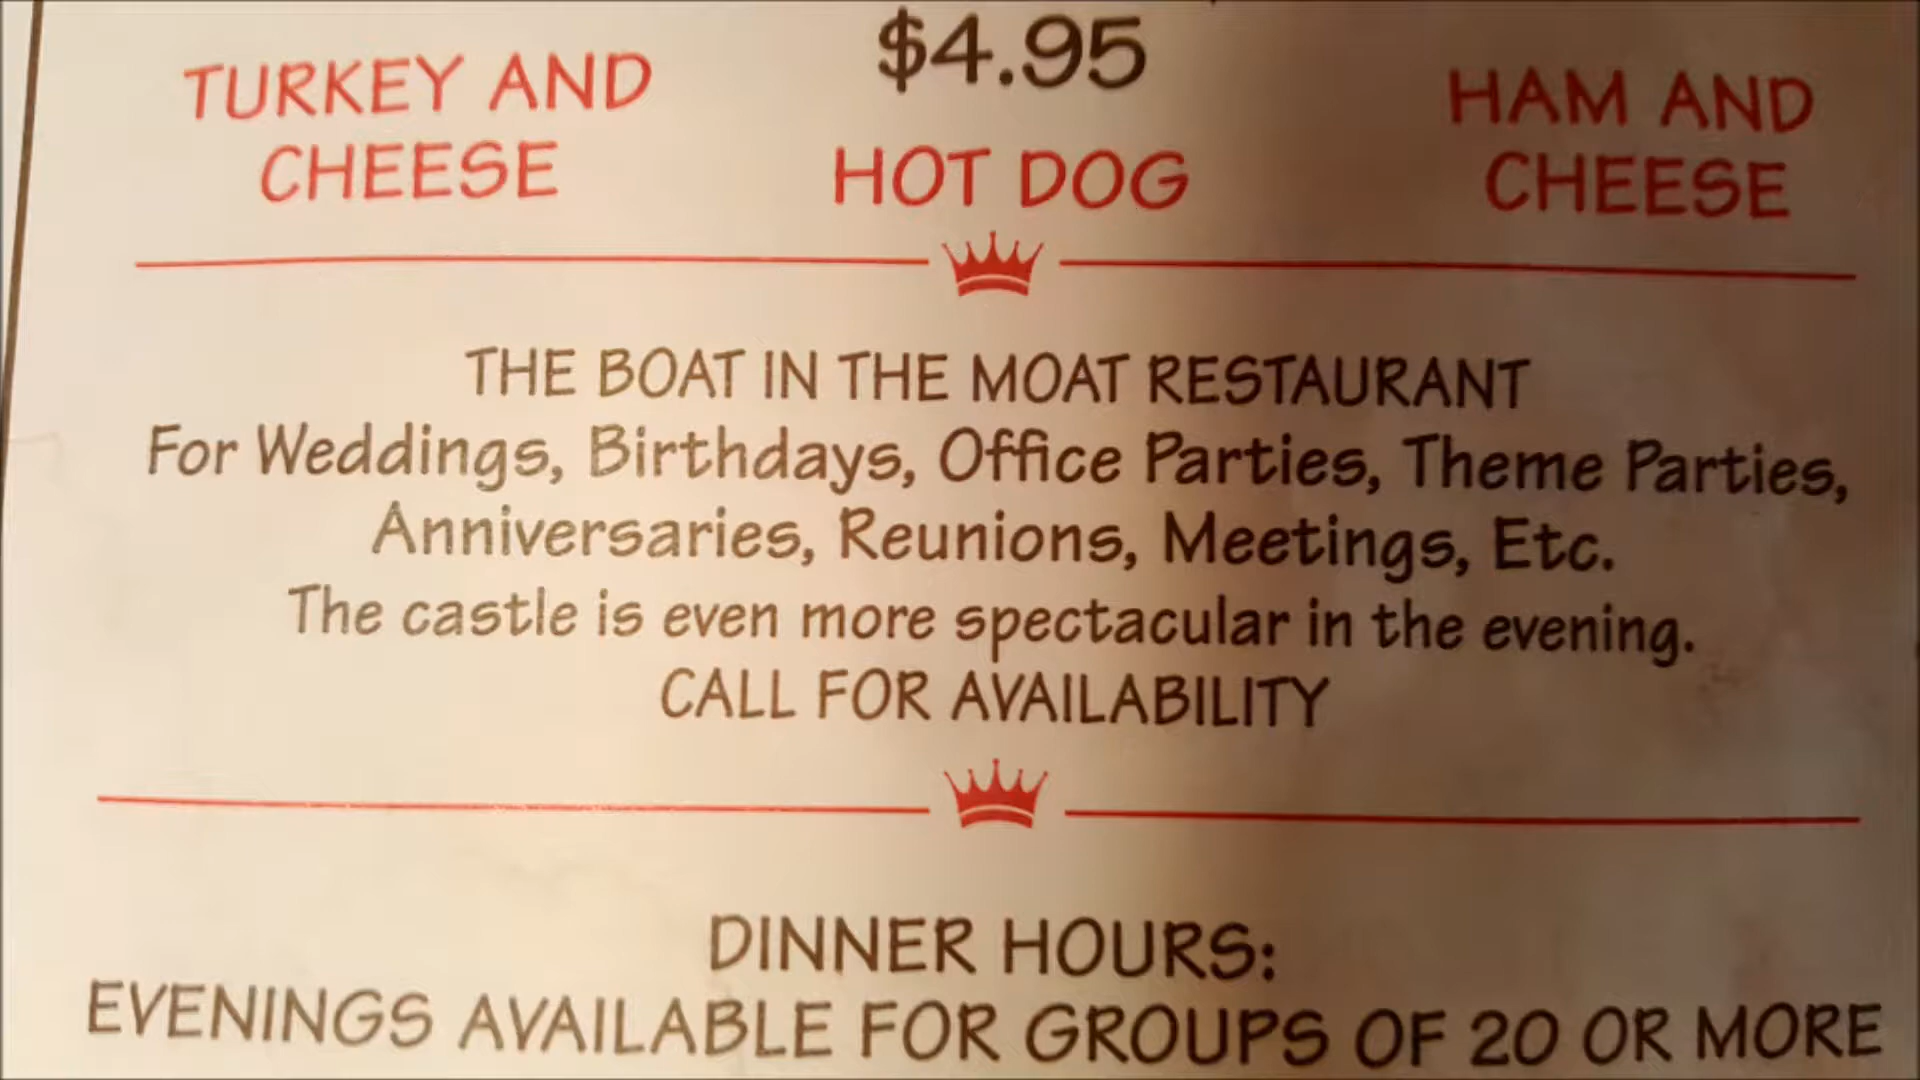 $4.95
TURKEY AND
CHEESE
HOT DOG
HAM AND
CHEESE
THE BOAT IN THE MOAT RESTAURANT
For Weddings, Birthdays, Office Parties, Theme Parties,
Anniversaries, Reunions, Meetings, Etc.
The castle is even more spectacular in the evening.
CALL FOR AVAILABILITY
DINNER HOURS:
EVENINGS AVAILABLE FOR GROUPS OF 20 OR MORE